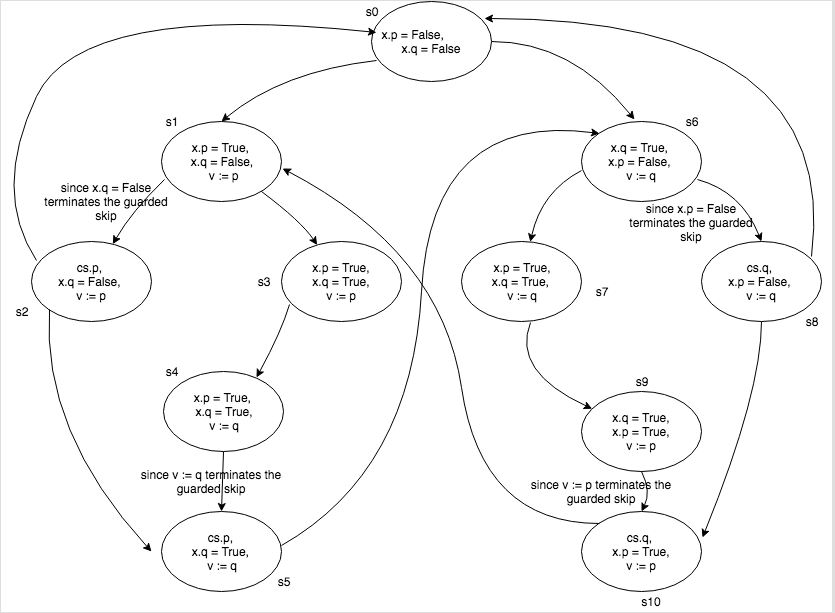 s0
x.p = False,
x.q = False
s1
x.p = True,
x.q = False,
v := p
s6
x.q = True,
x.p = False,
v := q
since x.q = False
terminates the guarded
skip
since x.p = False
terminates the guarded
skip
cs.p,
x.q = False,
v := p
s2
s3
x.p = True,
x.q = True,
v := p
x.p = True,
x.q = True,
v := q
s7
cs.q,
x.p = False,
v := q
s8
s4
x.p = True,
x.q = True,
v := q
s9
x.q = True,
x.p = True,
v := p
since v := q terminates the
guarded skip
since v := p terminates the
guarded skip
cs.p,
x.q = True,
v := q
s5
cs.q,
x.p = True,
v := p
s10